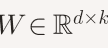 W ∈ ℝ^{d×k}